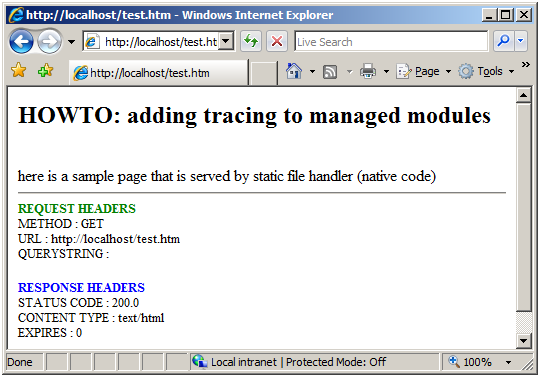 http://localhost/test.htm - Windows Internet Explorer
http://localhost/test.ht
Live Search
http://localhost/test.htm
Page
Tools
HOWTO: adding tracing to managed modules
here is a sample page that is served by static file handler (native code)
REQUEST HEADERS
METHOD : GET
URL : http://localhost/test.htm
QUERYSTRING :
RESPONSE HEADERS
STATUS CODE : 200.0
CONTENT TYPE : text/html
EXPIRES : 0
Done
Local intranet | Protected Mode: Off
100%